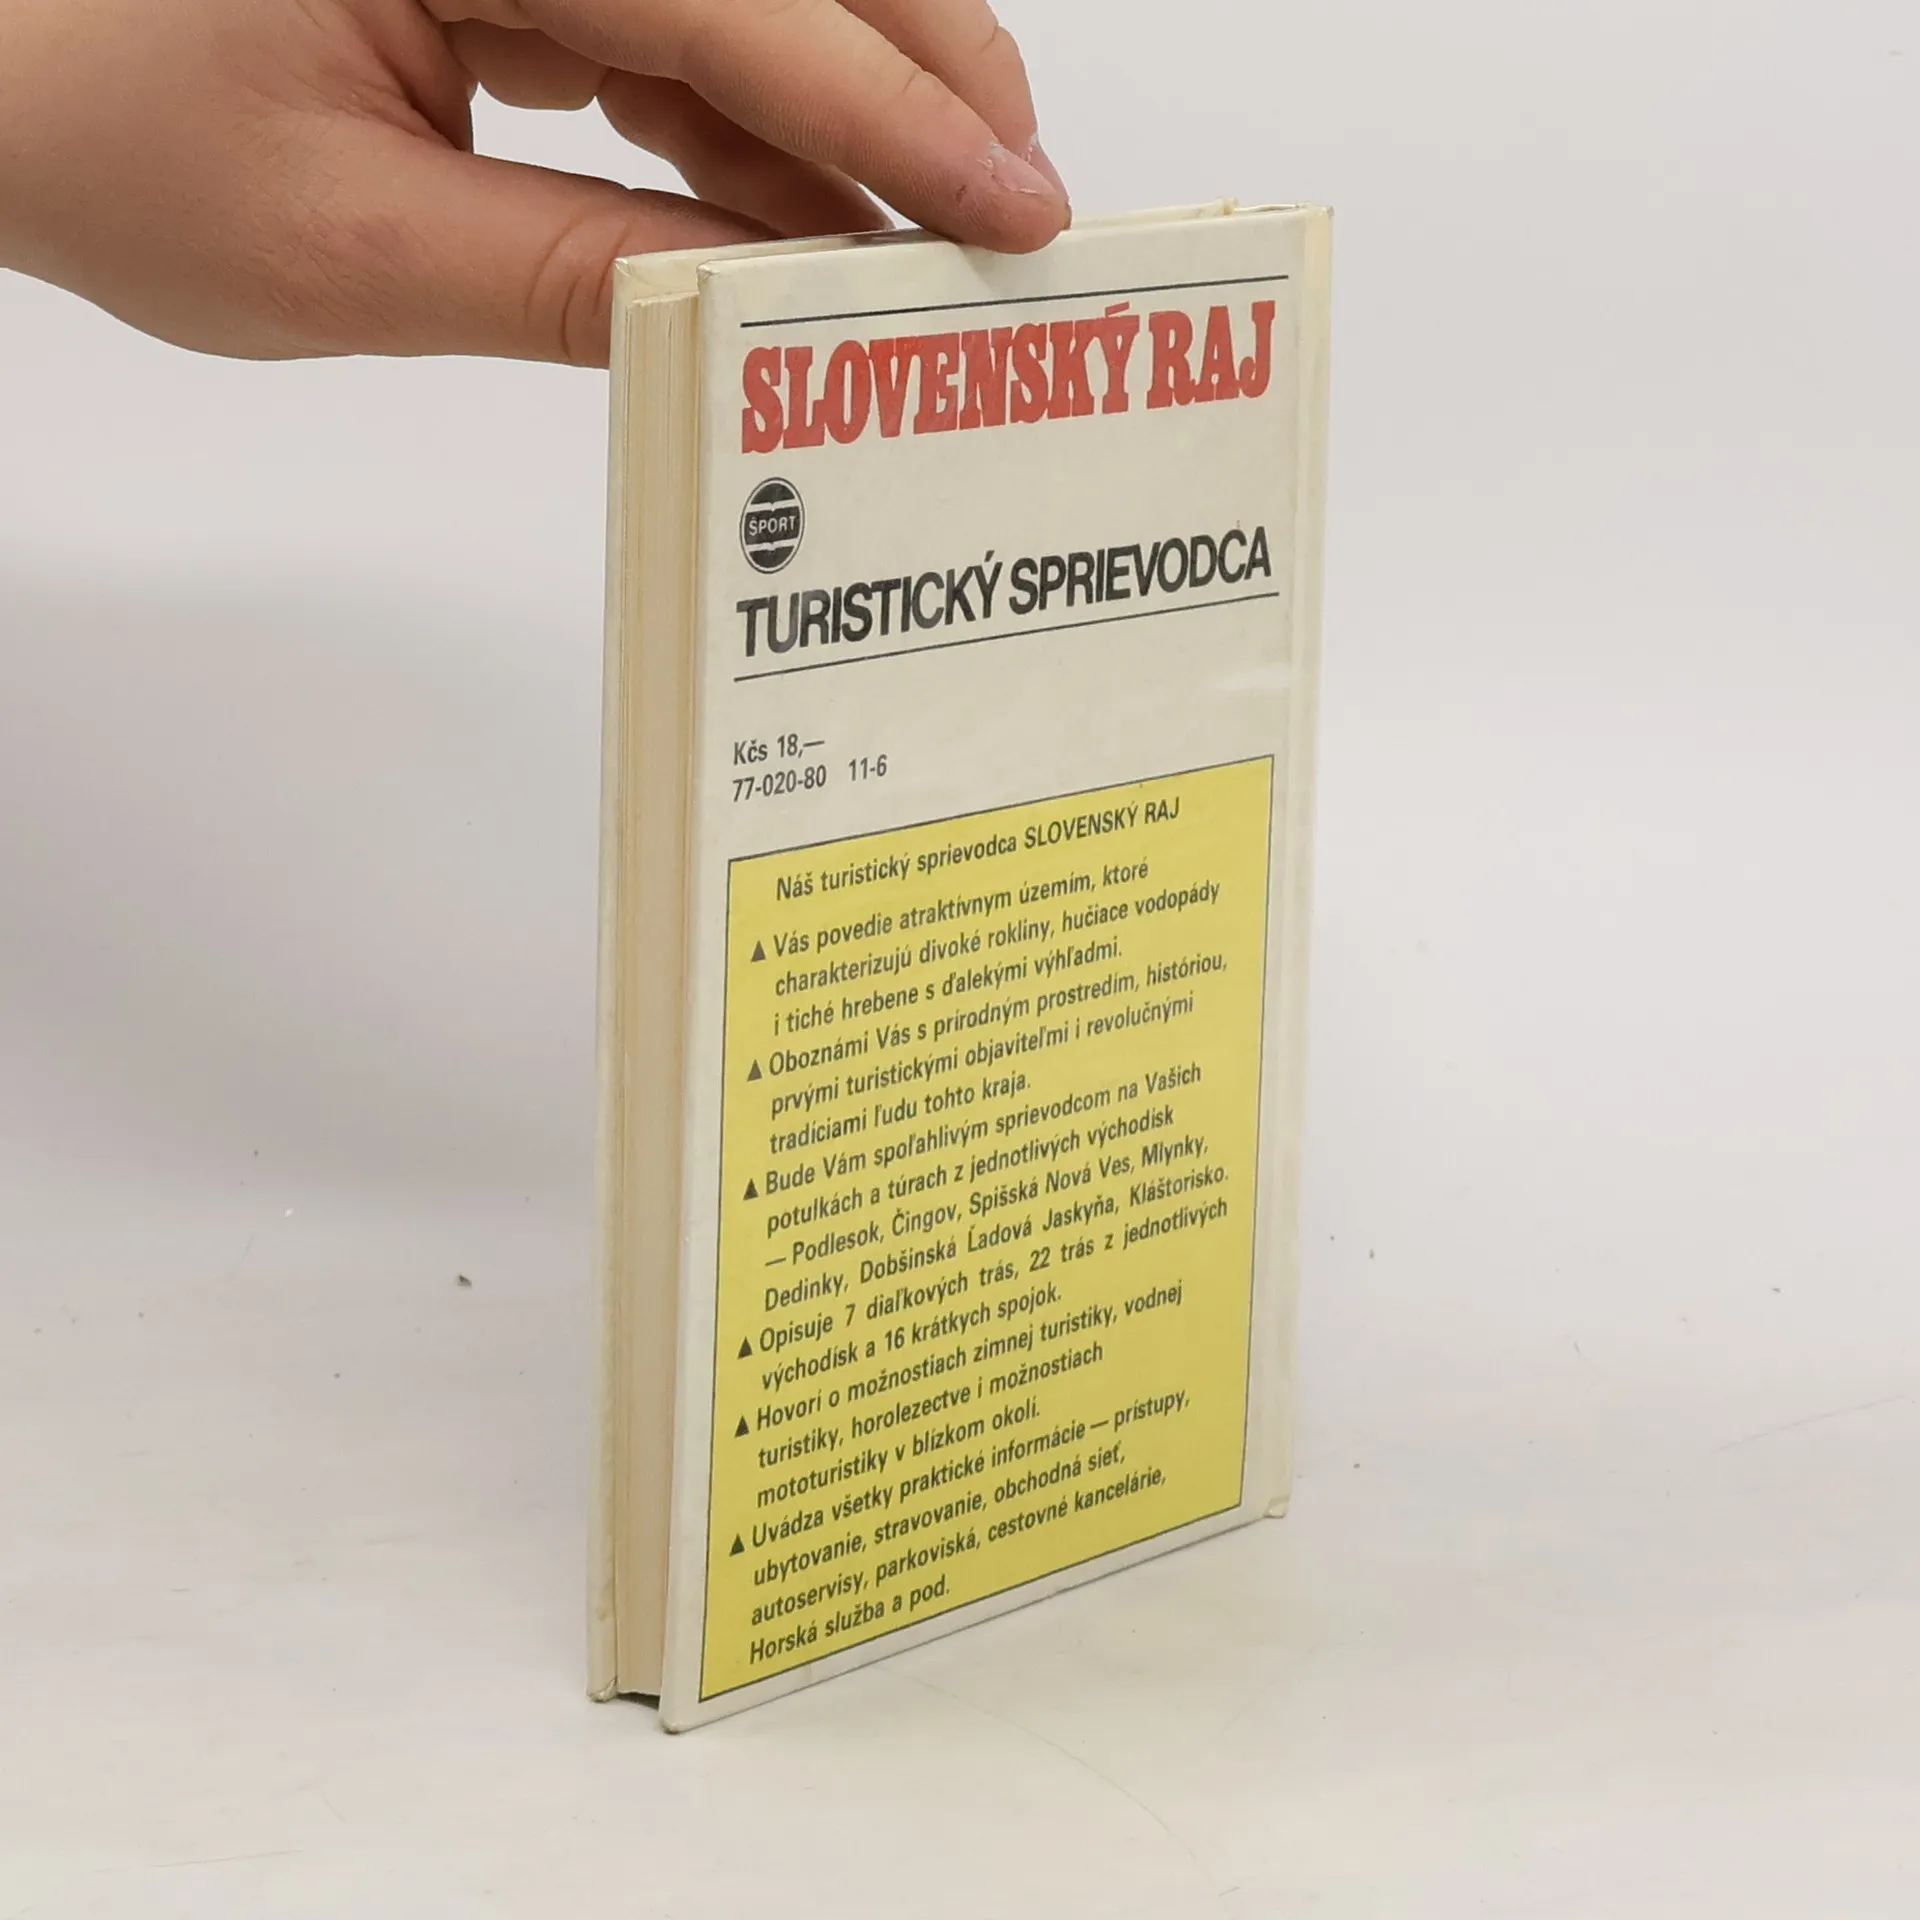 SLOVENSKÝ RAJ
ŠPORT
TURISTICKÝ SPRIEVODCA
Kčs 18,—
77-020-80 11-6
Náš turistický sprievodca SLOVENSKÝ RAJ
▲ Vás povedie atraktívnym územím, ktoré
charakterizujú divoké rokliny, hučiace vodopády
i tiché hrebene s ďalekými výhľadmi.
▲ Oboznámi Vás s prírodným prostredím, históriou,
prvými turistickými objaviteľmi i revolučnými
tradíciami ľudu tohto kraja.
▲ Bude Vám spoľahlivým sprievodcom na Vašich
potulkách a túrach z jednotlivých východísk
— Podlesok, Čingov, Spišská Nová Ves, Mlynky,
Dedinky, Dobšinská Ľadová Jaskyňa, Kláštorisko.
▲ Opisuje 7 diaľkových trás, 22 trás z jednotlivých
východísk a 16 krátkych spojok.
▲ Hovorí o možnostiach zimnej turistiky, vodnej
turistiky, horolezectve i možnostiach
mototuristiky v blízkom okolí.
▲ Uvádza všetky praktické informácie — prístupy,
ubytovanie, stravovanie, obchodná sieť,
autoservisy, parkoviská, cestovné kancelárie,
Horská služba a pod.